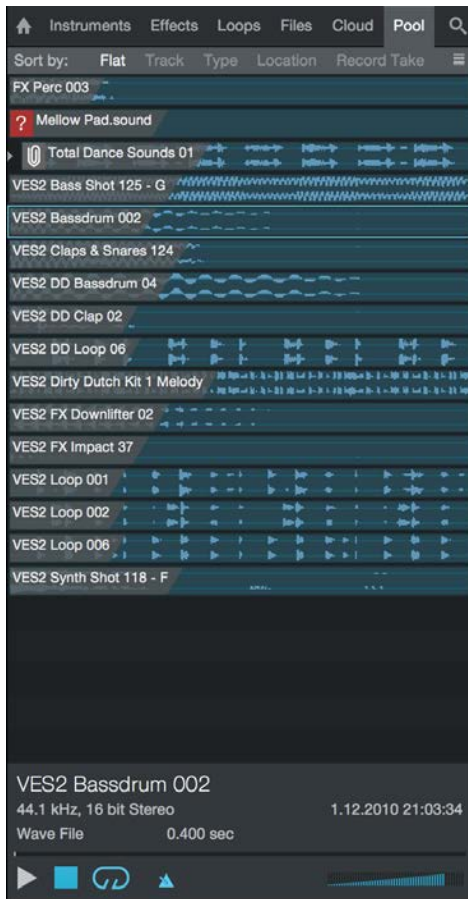 Instruments Effects Loops Files Cloud Pool
Sort by: Flat Track Type Location Record Take
FX Perc 003
? Mellow Pad.sound
Total Dance Sounds 01
VES2 Bass Shot 125 - G
VES2 Bassdrum 002
VES2 Claps & Snares 124
VES2 DD Bassdrum 04
VES2 DD Clap 02
VES2 DD Loop 06
VES2 Dirty Dutch Kit 1 Melody
VES2 FX Downlifter 02
VES2 FX Impact 37
VES2 Loop 001
VES2 Loop 002
VES2 Loop 006
VES2 Synth Shot 118 - F
VES2 Bassdrum 002
44.1 kHz, 16 bit Stereo 1.12.2010 21:03:34
Wave File 0.400 sec